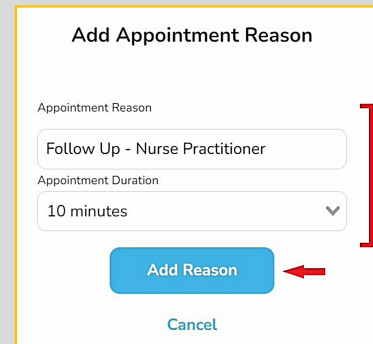 Add Appointment Reason
Appointment Reason
Follow Up - Nurse Practitioner
Appointment Duration
10 minutes
Add Reason
Cancel